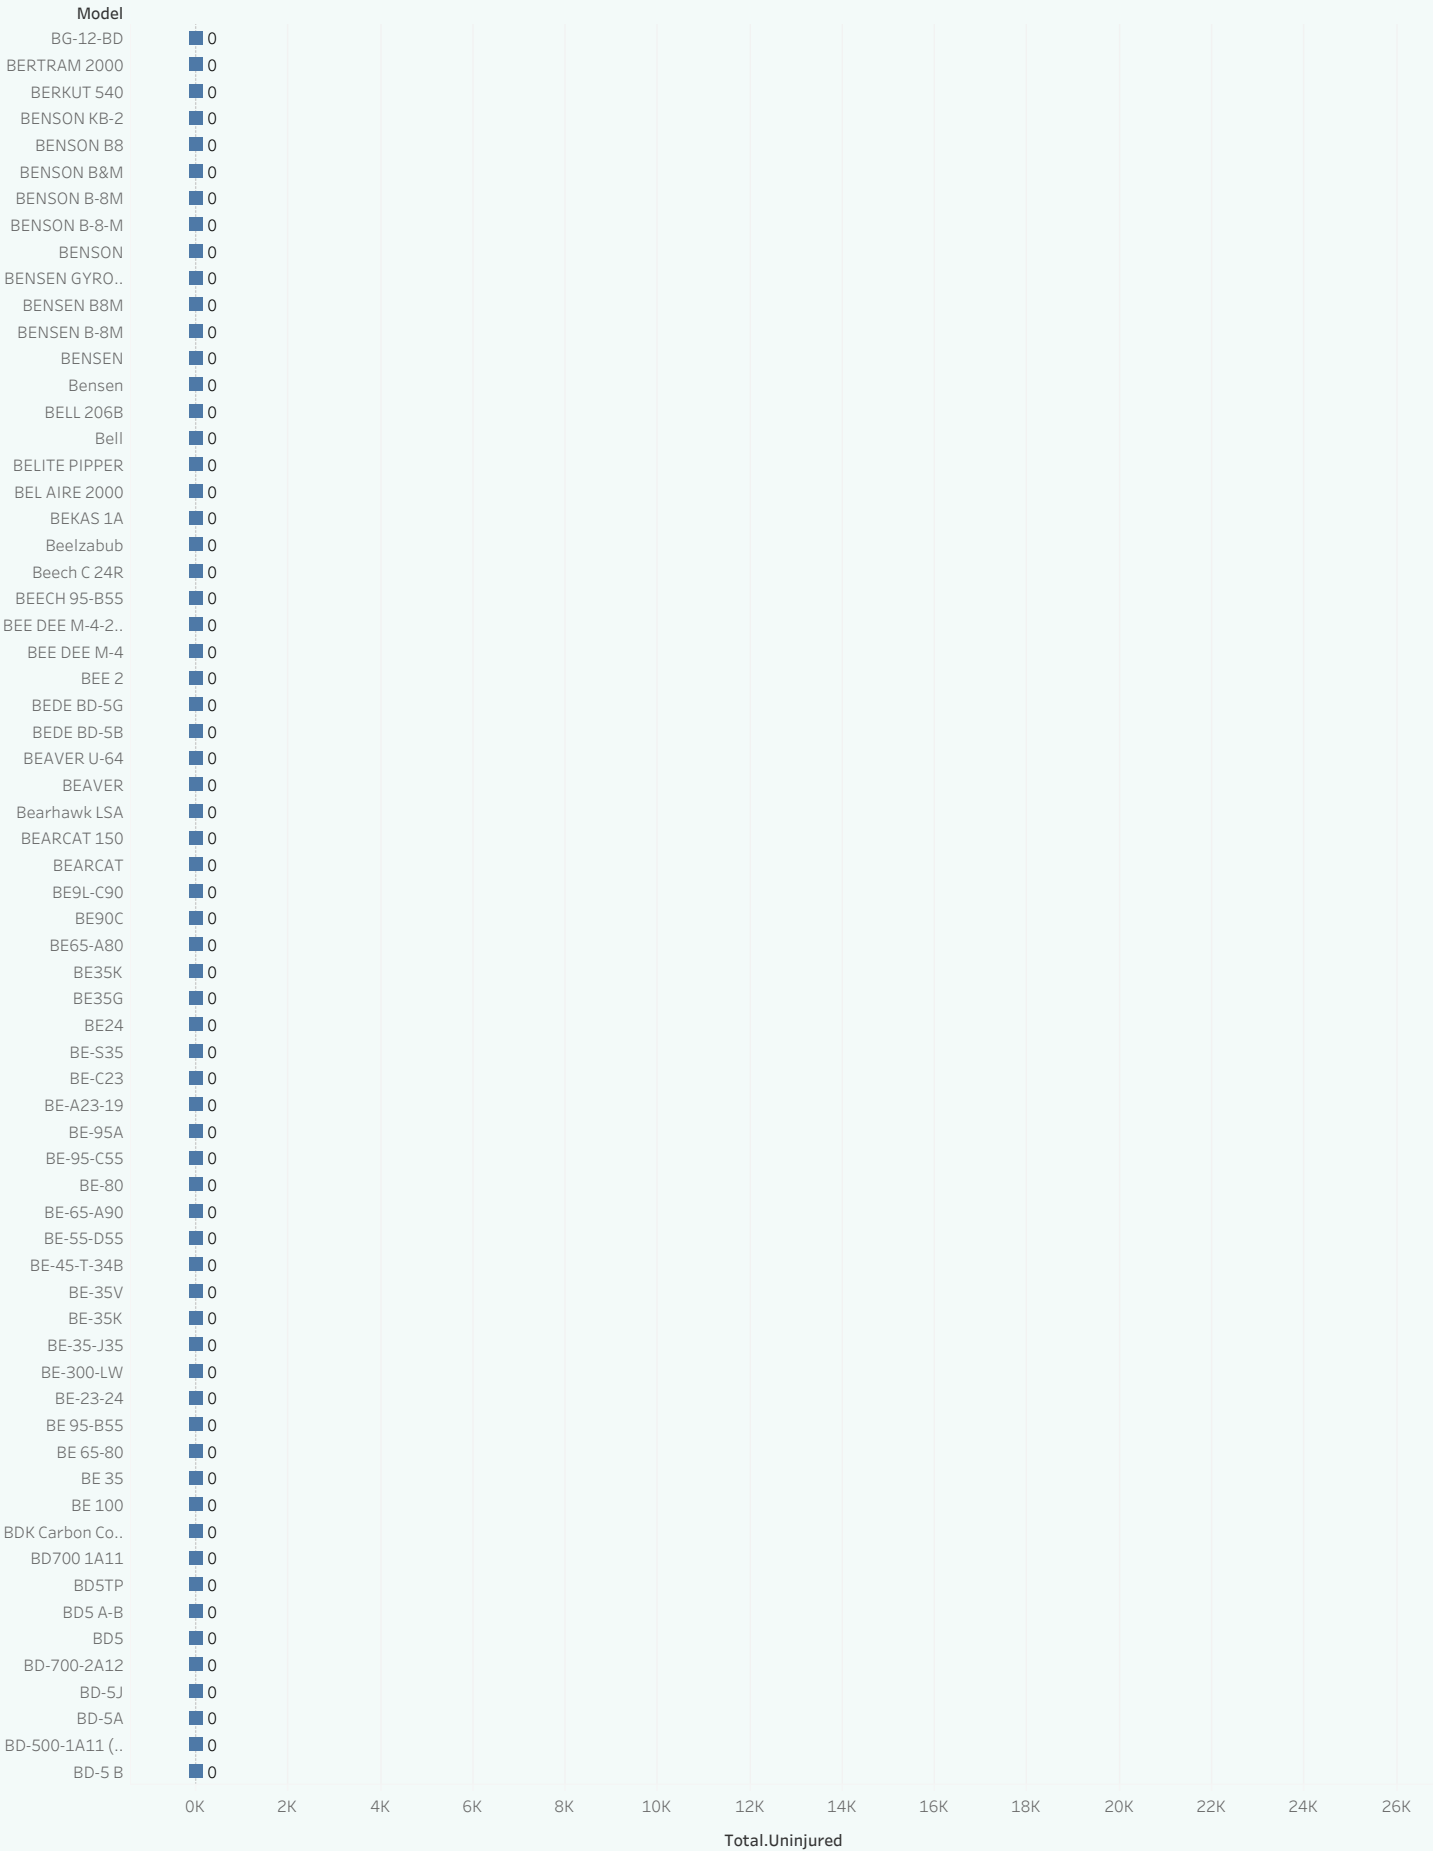 Model
BG-12-BD 0
BERTRAM 2000 0
BERKUT 540 0
BENSON KB-2 0
BENSON B8 0
BENSON B&M 0
BENSON B-8M 0
BENSON B-8-M 0
BENSON 0
BENSEN GYRO.. 0
BENSEN B8M 0
BENSEN B-8M 0
BENSEN 0
Bensen 0
BELL 206B 0
Bell 0
BELITE PIPPER 0
BEL AIRE 2000 0
BEKAS 1A 0
Beelzabub 0
Beech C 24R 0
BEECH 95-B55 0
BEE DEE M-4-2.. 0
BEE DEE M-4 0
BEE 2 0
BEDE BD-5G 0
BEDE BD-5B 0
BEAVER U-64 0
BEAVER 0
Bearhawk LSA 0
BEARCAT 150 0
BEARCAT 0
BE9L-C90 0
BE90C 0
BE65-A80 0
BE35K 0
BE35G 0
BE24 0
BE-S35 0
BE-C23 0
BE-A23-19 0
BE-95A 0
BE-95-C55 0
BE-80 0
BE-65-A90 0
BE-55-D55 0
BE-45-T-34B 0
BE-35V 0
BE-35K 0
BE-35-J35 0
BE-300-LW 0
BE-23-24 0
BE 95-B55 0
BE 65-80 0
BE 35 0
BE 100 0
BDK Carbon Co.. 0
BD700 1A11 0
BD5TP 0
BD5 A-B 0
BD5 0
BD-700-2A12 0
BD-5J 0
BD-5A 0
BD-500-1A11 (.. 0
BD-5 B 0
0K 2K 4K 6K 8K 10K 12K 14K 16K 18K 20K 22K 24K 26K
Total.Uninjured